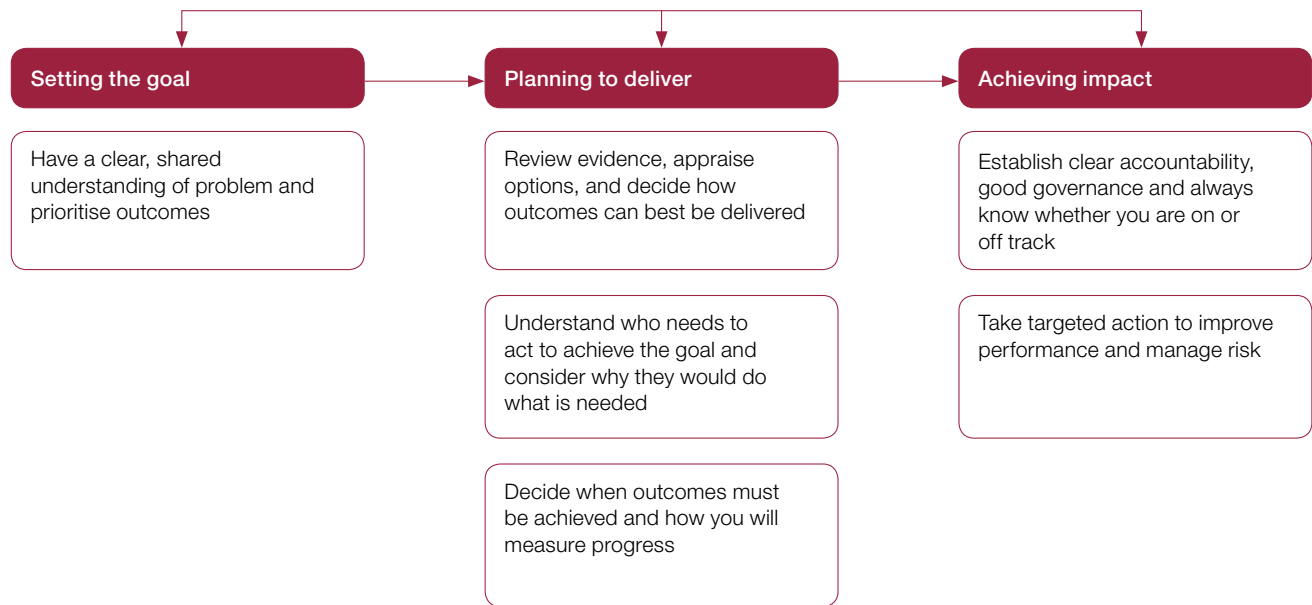 Setting the goal
Have a clear, shared
understanding of problem and
prioritise outcomes
Planning to deliver
Review evidence, appraise
options, and decide how
outcomes can best be delivered
Understand who needs to
act to achieve the goal and
consider why they would do
what is needed
Decide when outcomes must
be achieved and how you will
measure progress
Achieving impact
Establish clear accountability,
good governance and always
know whether you are on or
off track
Take targeted action to improve
performance and manage risk